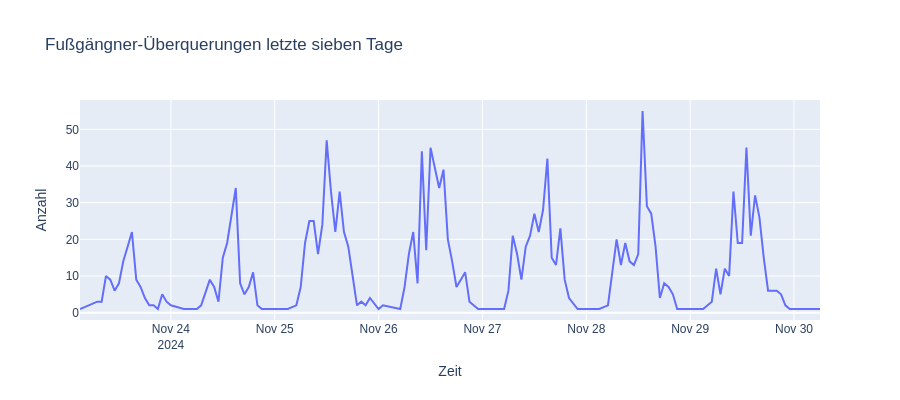 Fußgänger-Überquerungen letzte sieben Tage
Anzahl
50
40
30
20
10
0
Nov 24
2024
Nov 25
Nov 26
Nov 27
Nov 28
Nov 29
Nov 30
Zeit